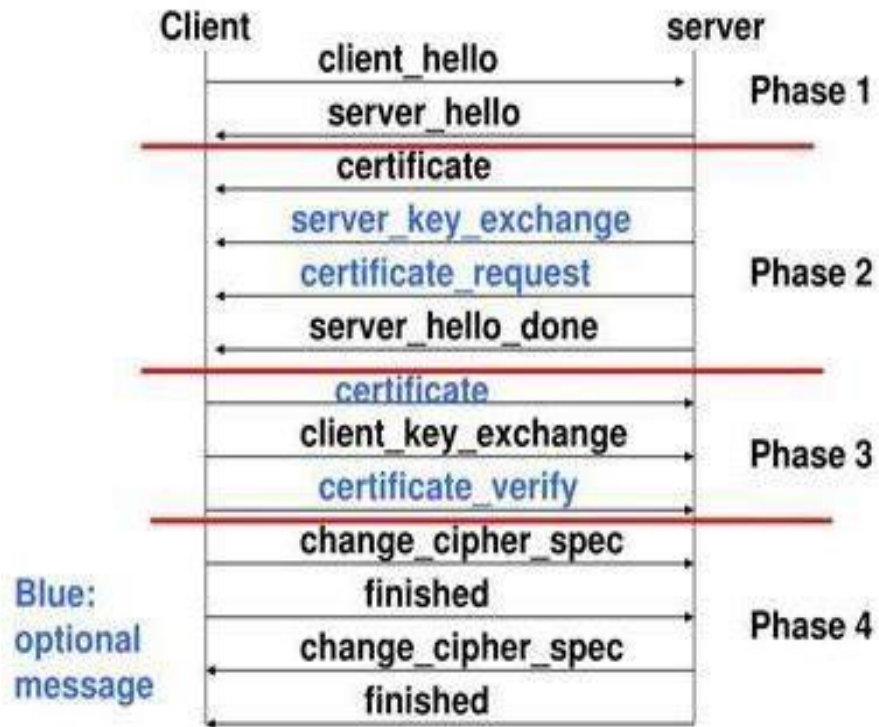 Client server
client_hello
Phase 1
server_hello
certificate
server_key_exchange
certificate_request
Phase 2
server_hello_done
certificate
client_key_exchange
Phase 3
certificate_verify
change_cipher_spec
Blue:
optional
message
finished
Phase 4
change_cipher_spec
finished